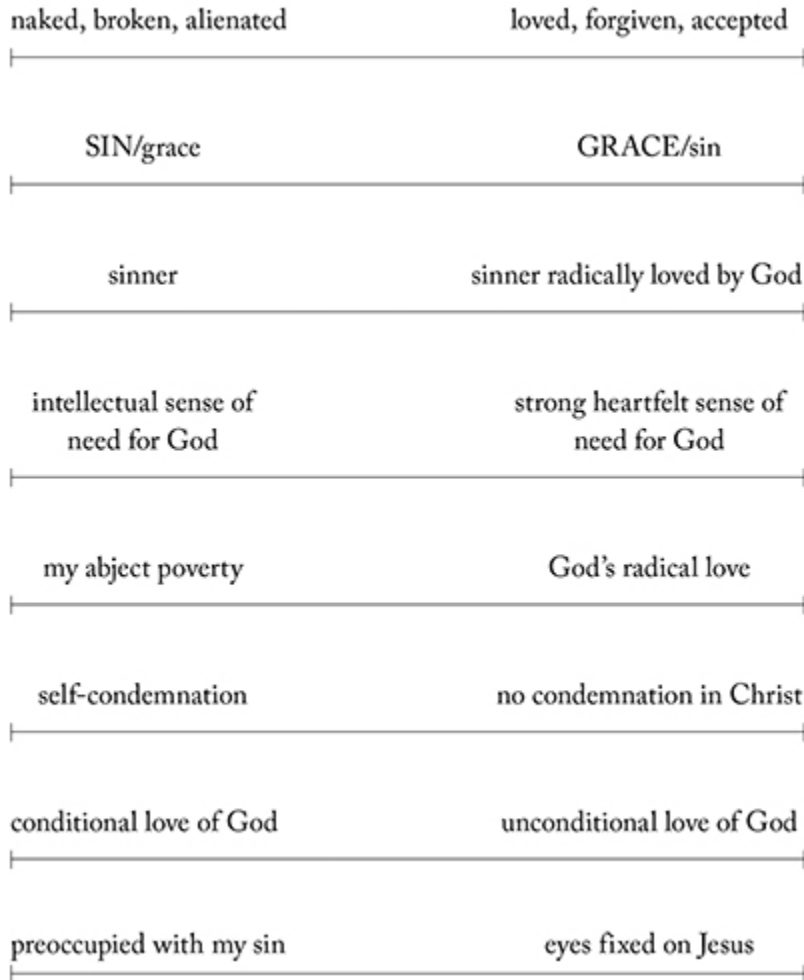 naked, broken, alienated loved, forgiven, accepted
SIN/grace GRACE/sin
sinner sinner radically loved by God
intellectual sense of strong heartfelt sense of
need for God need for God
my abject poverty God’s radical love
self-condemnation no condemnation in Christ
conditional love of God unconditional love of God
preoccupied with my sin eyes fixed on Jesus